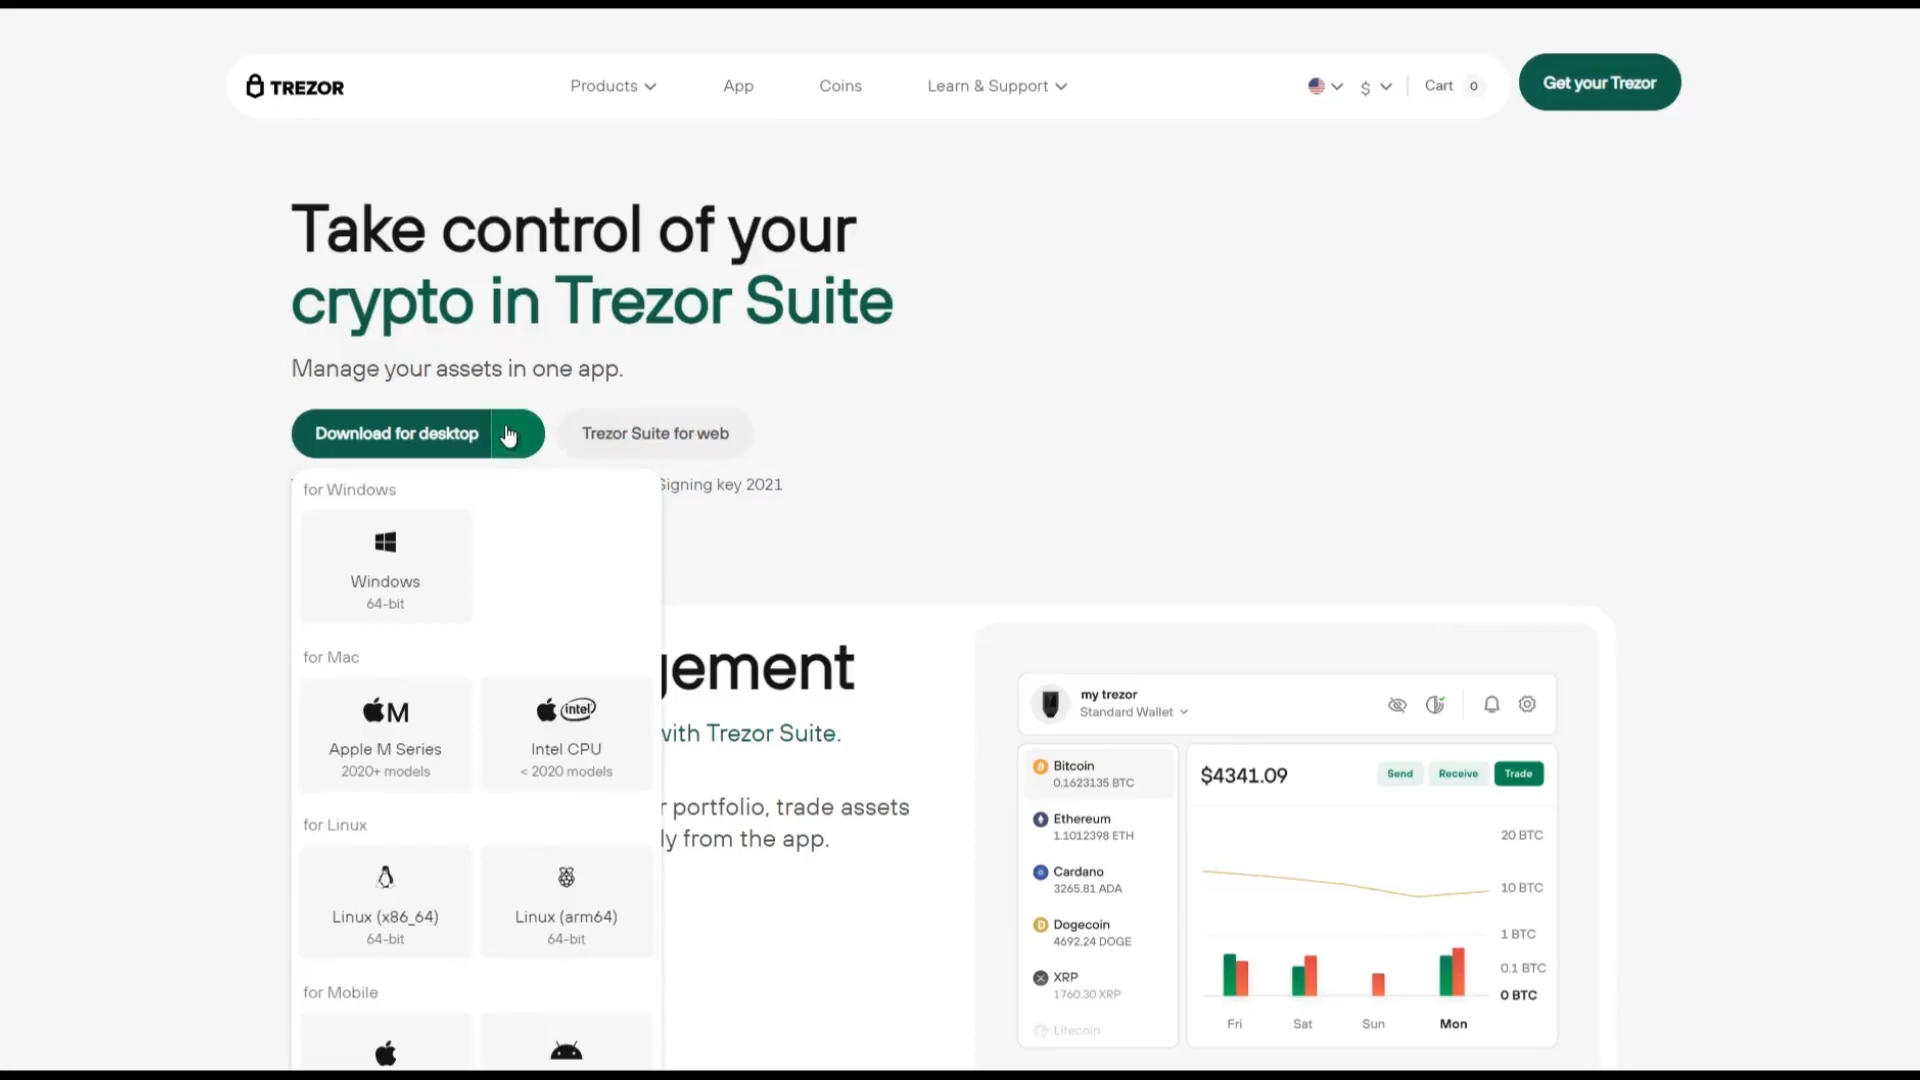 TREZOR
Products
App
Coins
Learn & Support
$
Cart 0
Get your Trezor
Take control of your
crypto in Trezor Suite
Manage your assets in one app.
Download for desktop
Trezor Suite for web
Signing key 2021
for Windows
Windows
64-bit
for Mac
M
Apple M Series
2020+ models
intel
Intel CPU
< 2020 models
for Linux
Linux (x86_64)
64-bit
Linux (arm64)
64-bit
for Mobile
gement
with Trezor Suite.
r portfolio, trade assets
ly from the app.
my trezor
Standard Wallet
Bitcoin
0.1623135 BTC
Ethereum
1.1012398 ETH
Cardano
3265.81 ADA
Dogecoin
4692.24 DOGE
XRP
1760.30 XRP
Litecoin
$4341.09
Send
Receive
Trade
20 BTC
10 BTC
1 BTC
0.1 BTC
0 BTC
Fri
Sat
Sun
Mon